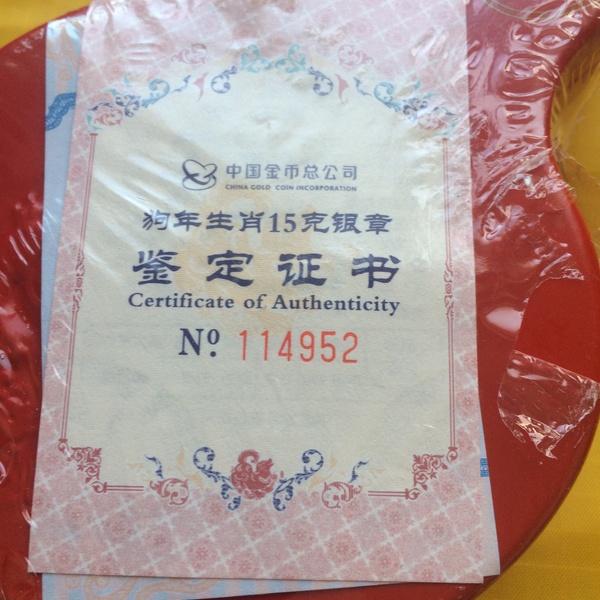 中国金币总公司
CHINA GOLD COIN INCORPORATION
狗年生肖15克银章
鉴定证书
Certificate of Authenticity
Nº. 114952